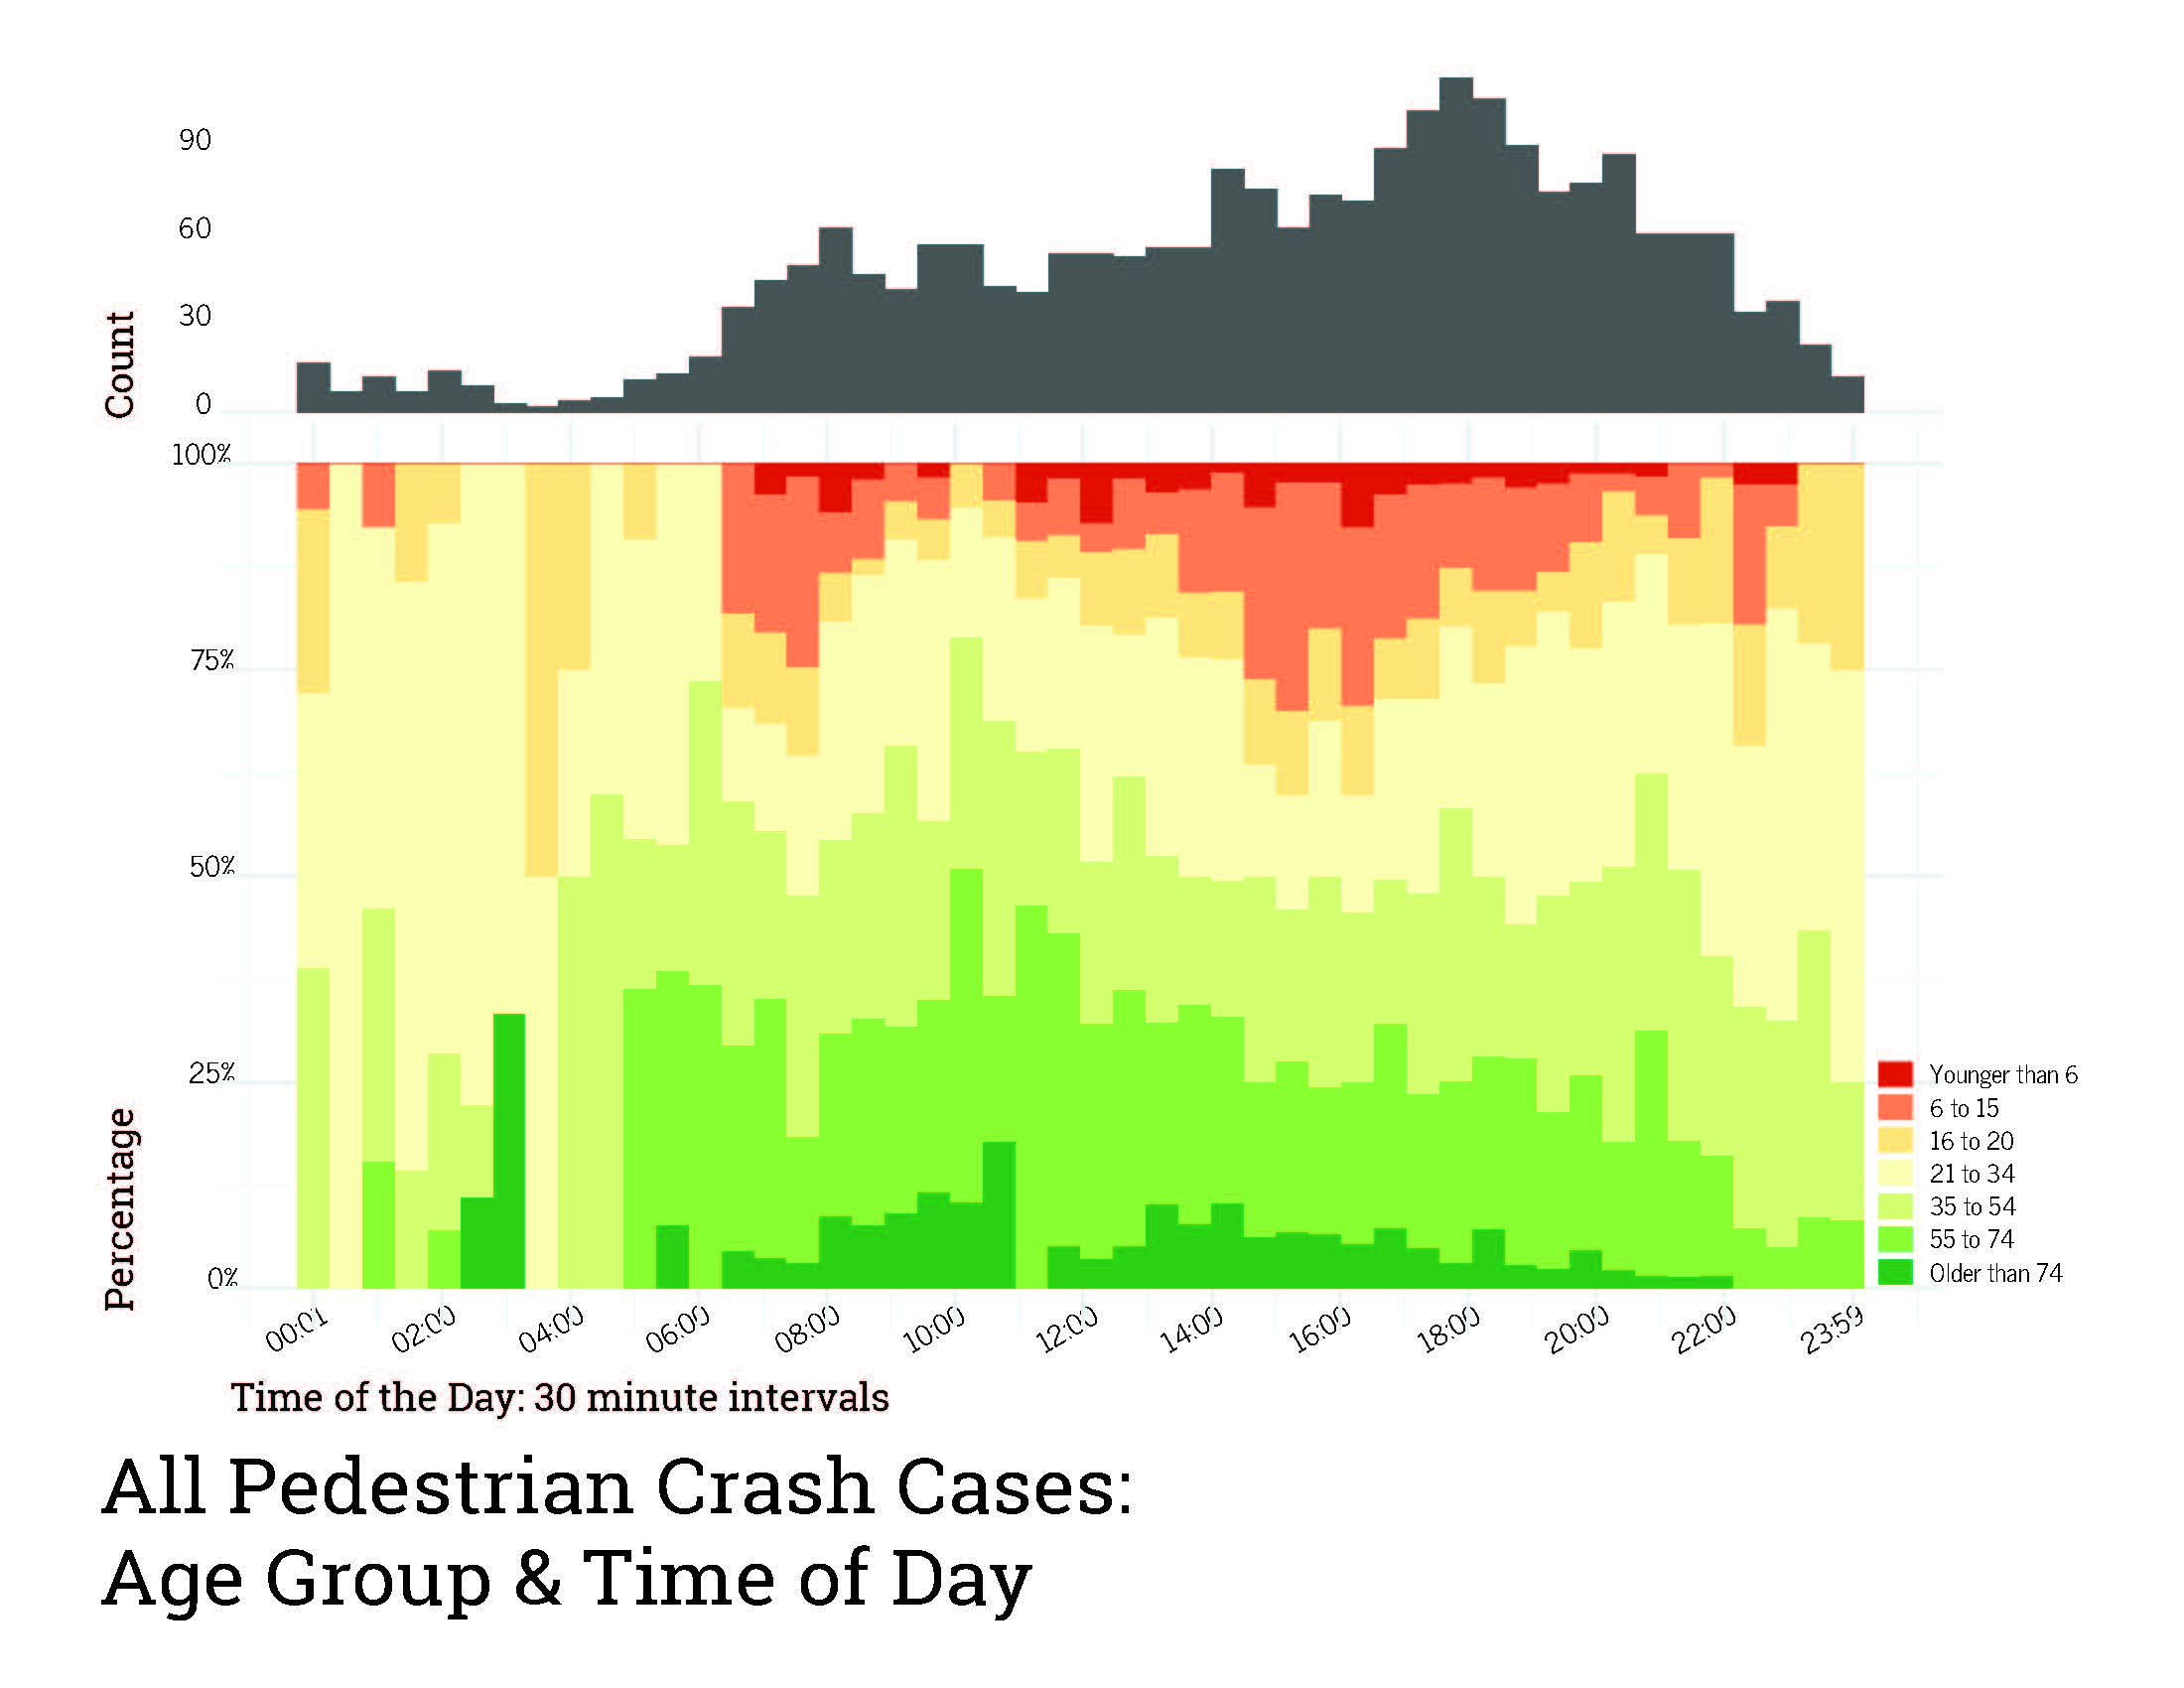 90
60
30
0
Count
100%
75%
50%
25%
0%
Percentage
Younger than 6
6 to 15
16 to 20
21 to 34
35 to 54
55 to 74
Older than 74
00:01 02:00 04:00 06:00 08:00 10:00 12:00 14:00 16:00 18:00 20:00 22:00 23:59
Time of the Day: 30 minute intervals
All Pedestrian Crash Cases:
Age Group & Time of Day